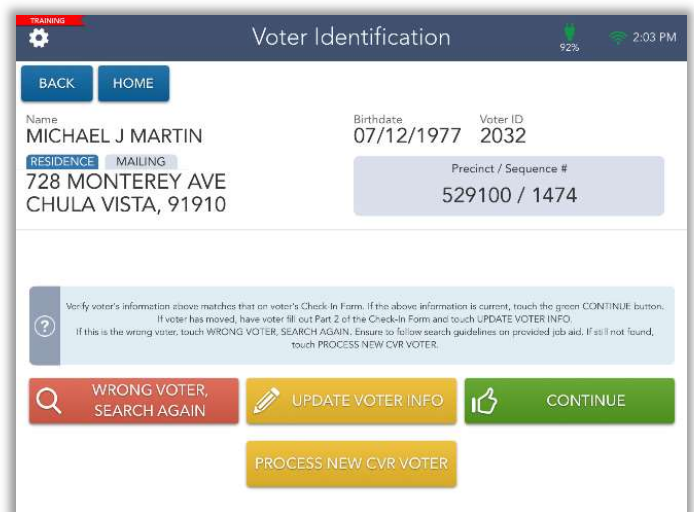 TRAINING
Voter Identification
92%
2:03 PM
BACK
HOME
Name
MICHAEL J MARTIN
Birthdate
07/12/1977
Voter ID
2032
RESIDENCE
MAILING
728 MONTEREY AVE
CHULA VISTA, 91910
Precinct / Sequence #
529100 / 1474
Verify voter's information above matches that on voter's Check-In Form. If the above information is current, touch the green CONTINUE button.
If voter has moved, have voter fill out Part 2 of the Check-In Form and touch UPDATE VOTER INFO.
If this is the wrong voter, touch WRONG VOTER, SEARCH AGAIN. Ensure to follow search guidelines on provided job aid. If still not found,
touch PROCESS NEW CVR VOTER.
WRONG VOTER,
SEARCH AGAIN
UPDATE VOTER INFO
CONTINUE
PROCESS NEW CVR VOTER